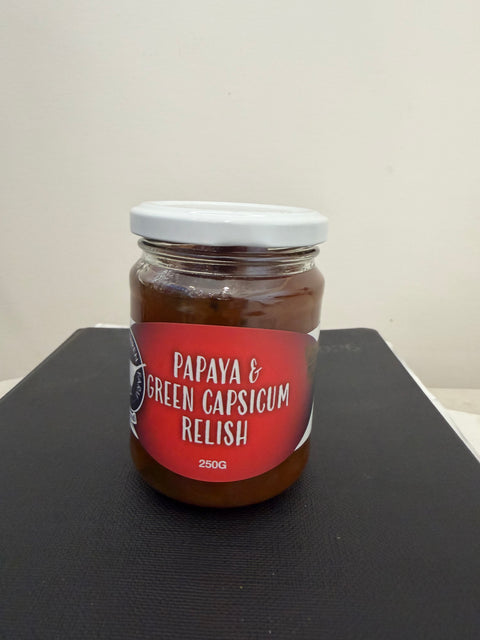 PAPAYA &
GREEN CAPSICUM
RELISH
250G